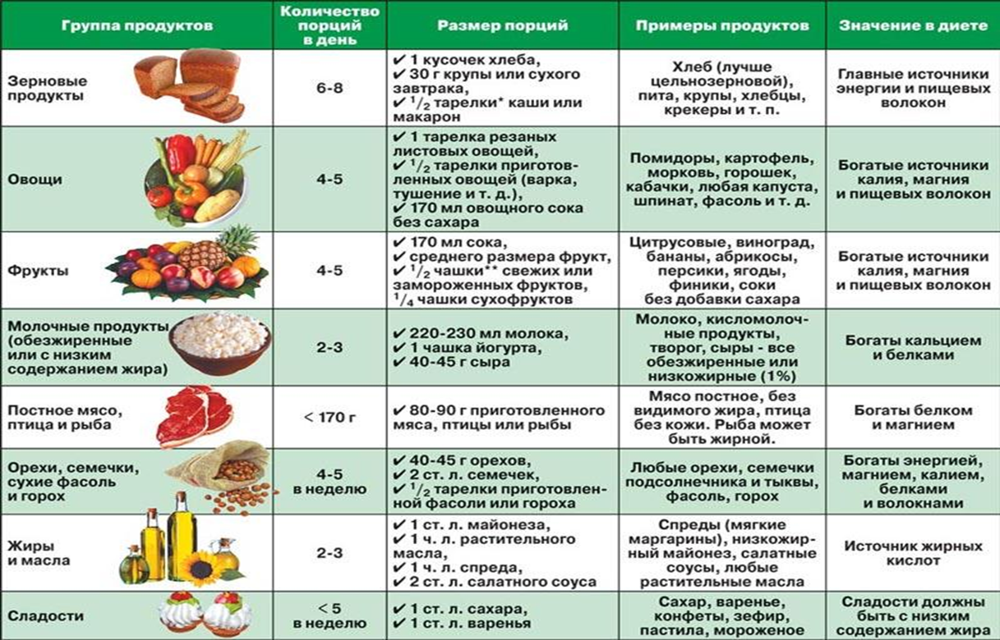 Группа продуктов
Количество
порций
в день
Размер порций
Примеры продуктов
Значение в диете
Зерновые
продукты
6-8
✔ 1 кусочек хлеба,
✔ 30 г крупы или сухого
завтрака,
✔ 1/2 тарелки* каши или
макарон
Хлеб (лучше
цельнозерновой),
пита, крупы, хлебцы,
крекеры и т. п.
Главные источники
энергии и пищевых
волокон
Овощи
4-5
✔ 1 тарелка резаных
листовых овощей,
✔ 1/2 тарелки приготов-
ленных овощей (варка,
тушение и т. д.),
✔ 170 мл овощного сока
без сахара
Помидоры, картофель,
морковь, горошек,
кабачки, любая капуста,
шпинат, фасоль и т. д.
Богатые источники
калия, магния
и пищевых волокон
Фрукты
4-5
✔ 170 мл сока,
✔ среднего размера фрукт,
✔ 1/2 чашки** свежих или
замороженных фруктов,
1/4 чашки сухофруктов
Цитрусовые, виноград,
бананы, абрикосы,
персики, ягоды,
финики, соки
без добавки сахара
Богатые источники
калия, магния
и пищевых волокон
Молочные продукты
(обезжиренные
или с низким
содержанием жира)
2-3
✔ 220-230 мл молока,
✔ 1 чашка йогурта,
✔ 40-45 г сыра
Молоко, кисломолоч-
ные продукты,
творог, сыры - все
обезжиренные или
низкожирные (1%)
Богаты кальцием
и белками
Постное мясо,
птица и рыба
< 170 г
✔ 80-90 г приготовленного
мяса, птицы или рыбы
Мясо постное, без
видимого жира, птица
без кожи. Рыба может
быть жирной.
Богаты белком
и магнием
Орехи, семечки,
сухие фасоль
и горох
4-5
в неделю
✔ 40-45 г орехов,
✔ 2 ст. л. семечек,
✔ 1/2 тарелки приготовлен-
ной фасоли или гороха
Любые орехи, семечки
подсолнечника и тыквы,
фасоль, горох
Богаты энергией,
магнием, калием,
белками
и волокнами
Жиры
и масла
2-3
✔ 1 ст. л. майонеза,
✔ 1 ч. л. растительного
масла,
✔ 1 ч. л. спреда,
✔ 2 ст. л. салатного соуса
Спреды (мягкие
маргарины), низкожир-
ный майонез, салатные
соусы, любые
растительные масла
Источник жирных
кислот
Сладости
< 5
в неделю
✔ 1 ст. л. сахара,
✔ 1 ст. л. варенья
Сахар, варенье,
конфеты, зефир,
пастила, мороженое
Сладости должны
быть с низким
содержанием жира